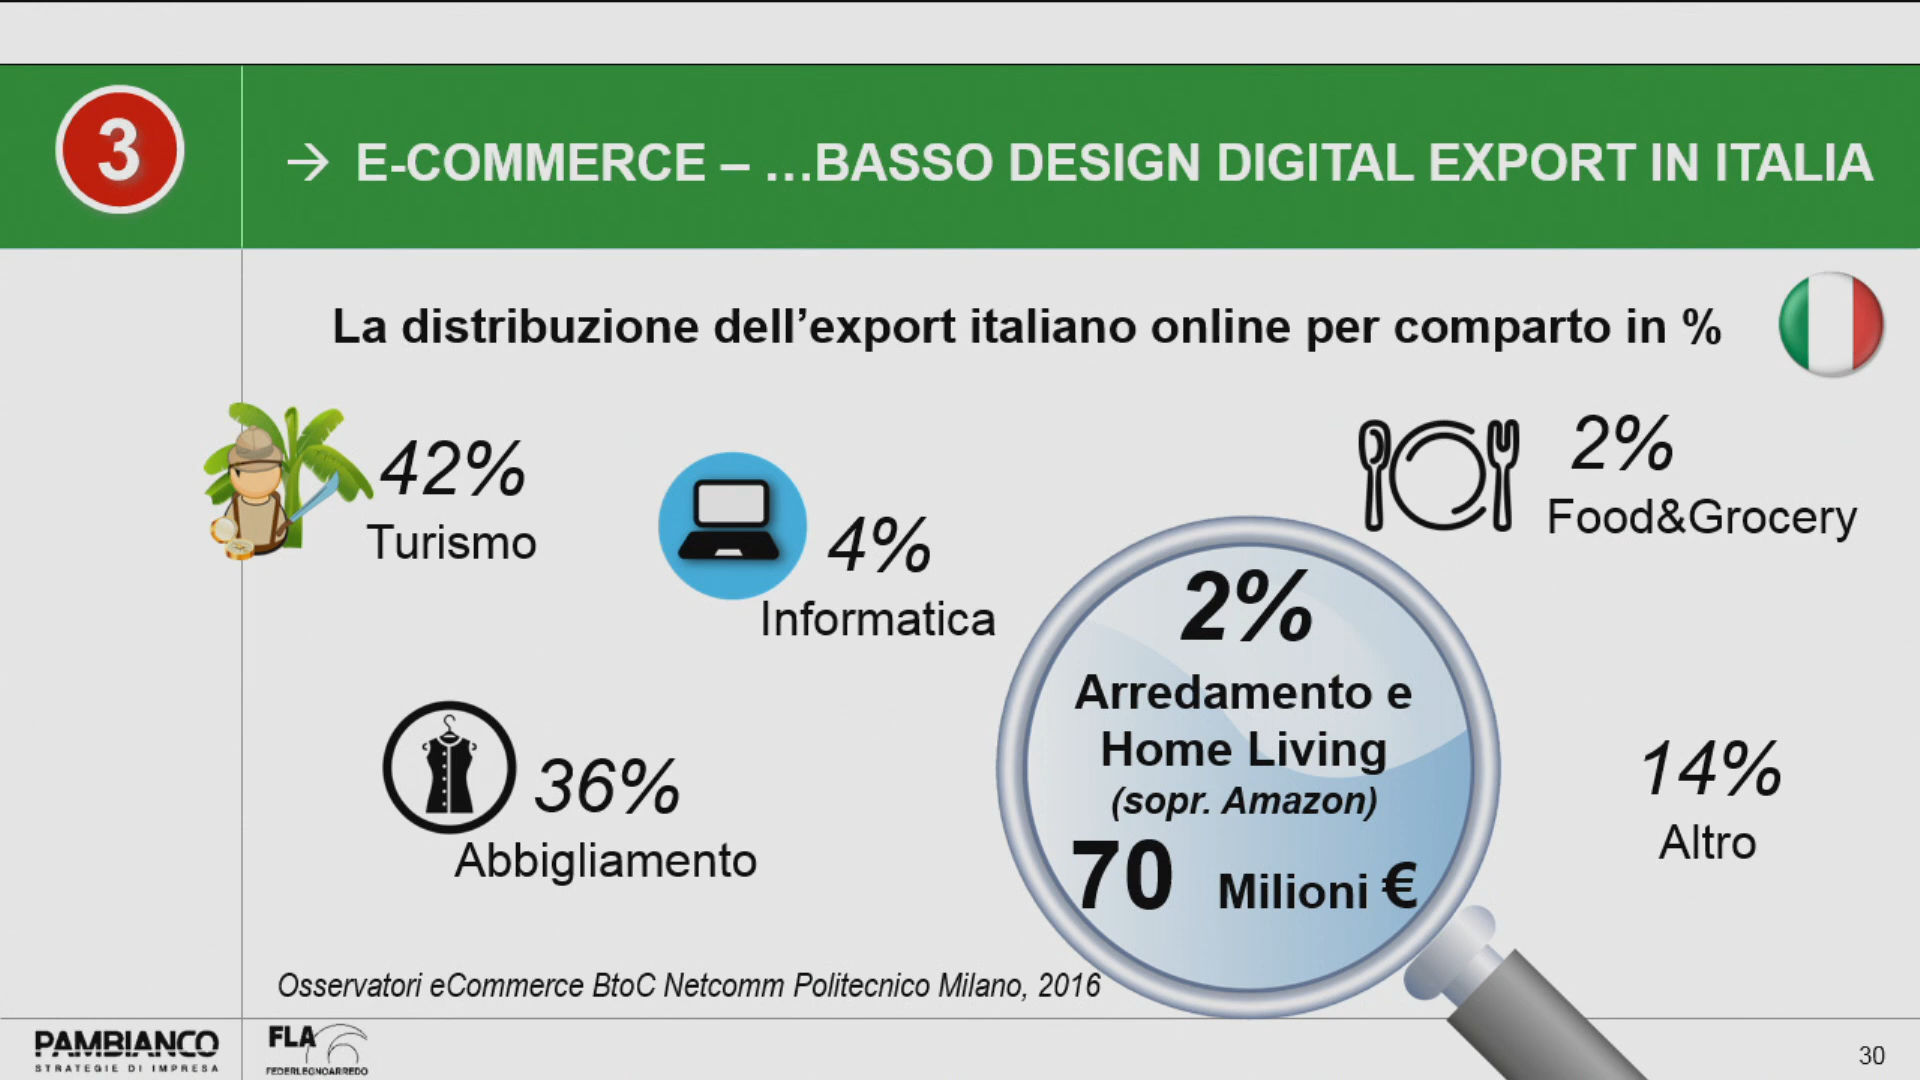 3
→ E-COMMERCE – ...BASSO DESIGN DIGITAL EXPORT IN ITALIA
La distribuzione dell’export italiano online per comparto in %
42%
Turismo
4%
Informatica
2%
Food&Grocery
36%
Abbigliamento
2%
Arredamento e
Home Living
(sopr. Amazon)
70 Milioni €
14%
Altro
Osservatori eCommerce BtoC Netcomm Politecnico Milano, 2016
PAMBIANCO
STRATEGIE DI IMPRESA
FLA
FEDERLEGNOARREDO
30